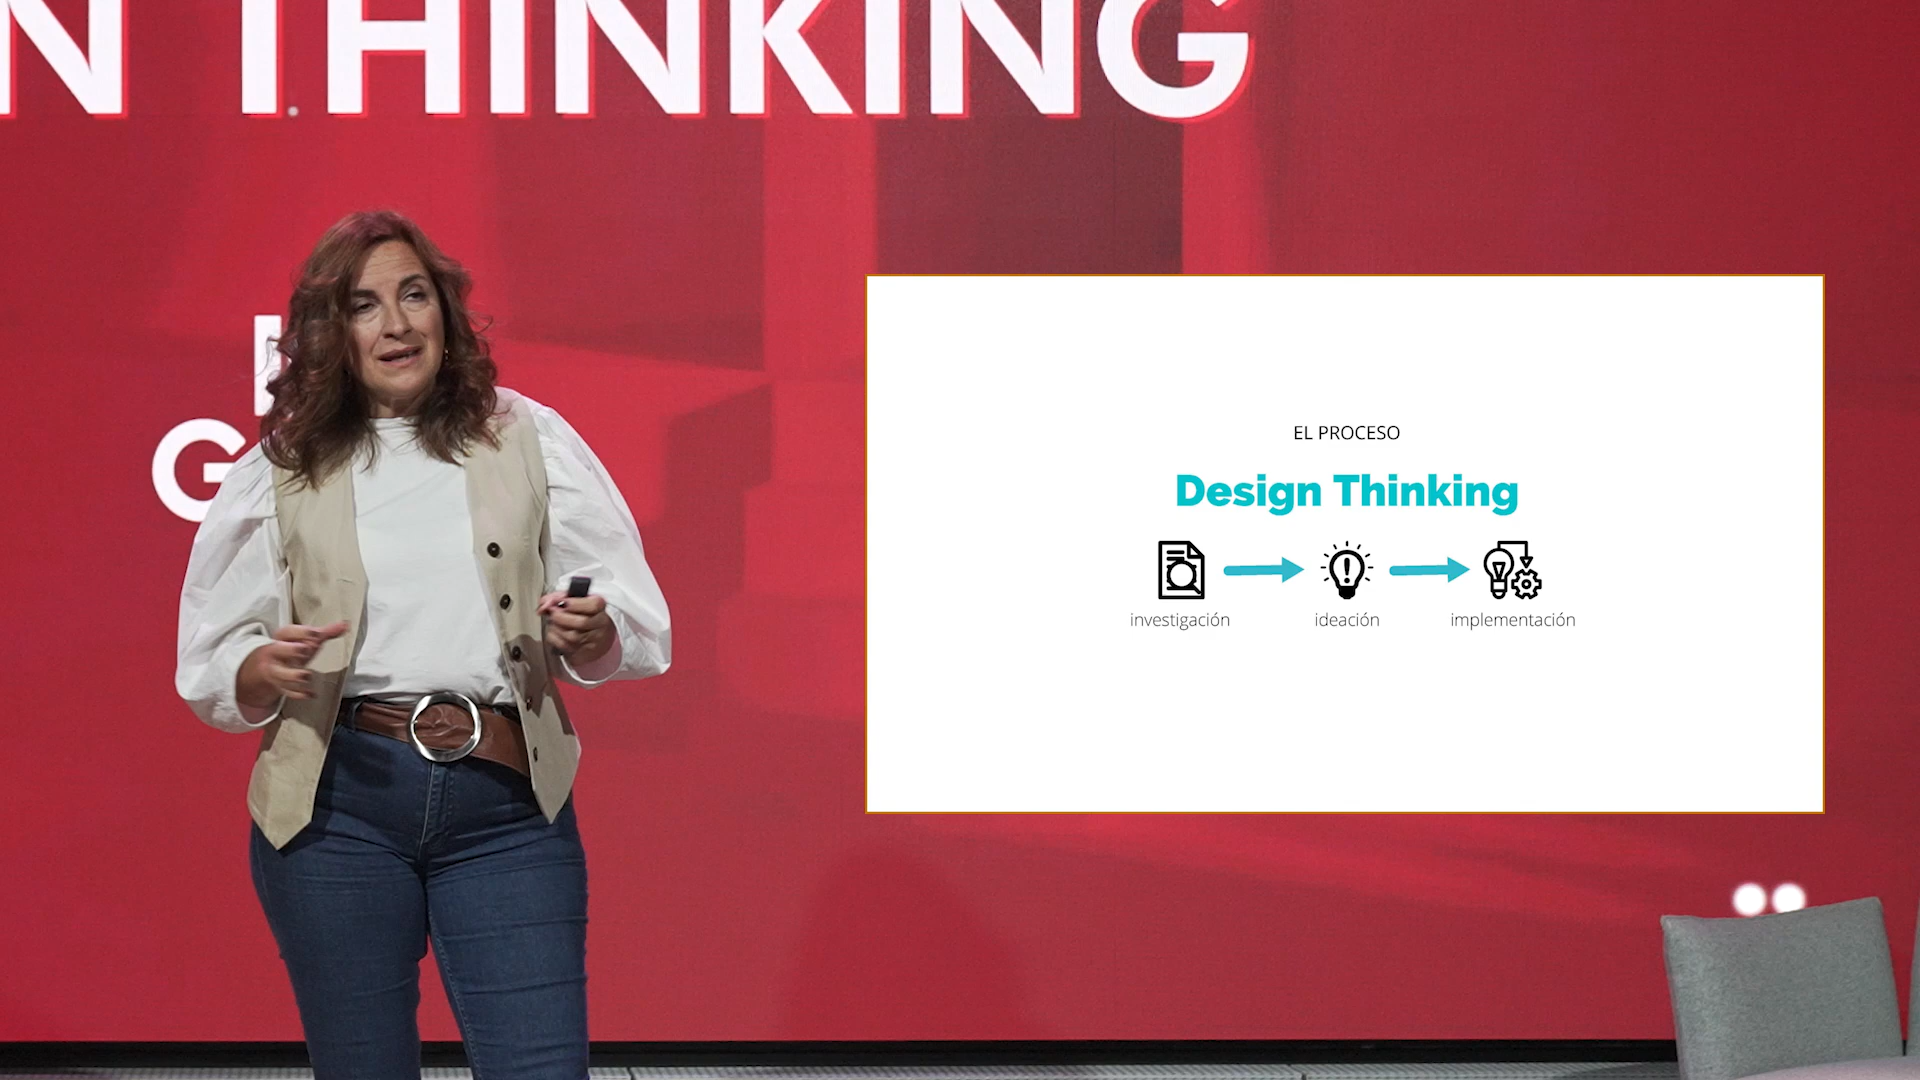 N THINKING
G
EL PROCESO
Design Thinking
investigación
ideación
implementación